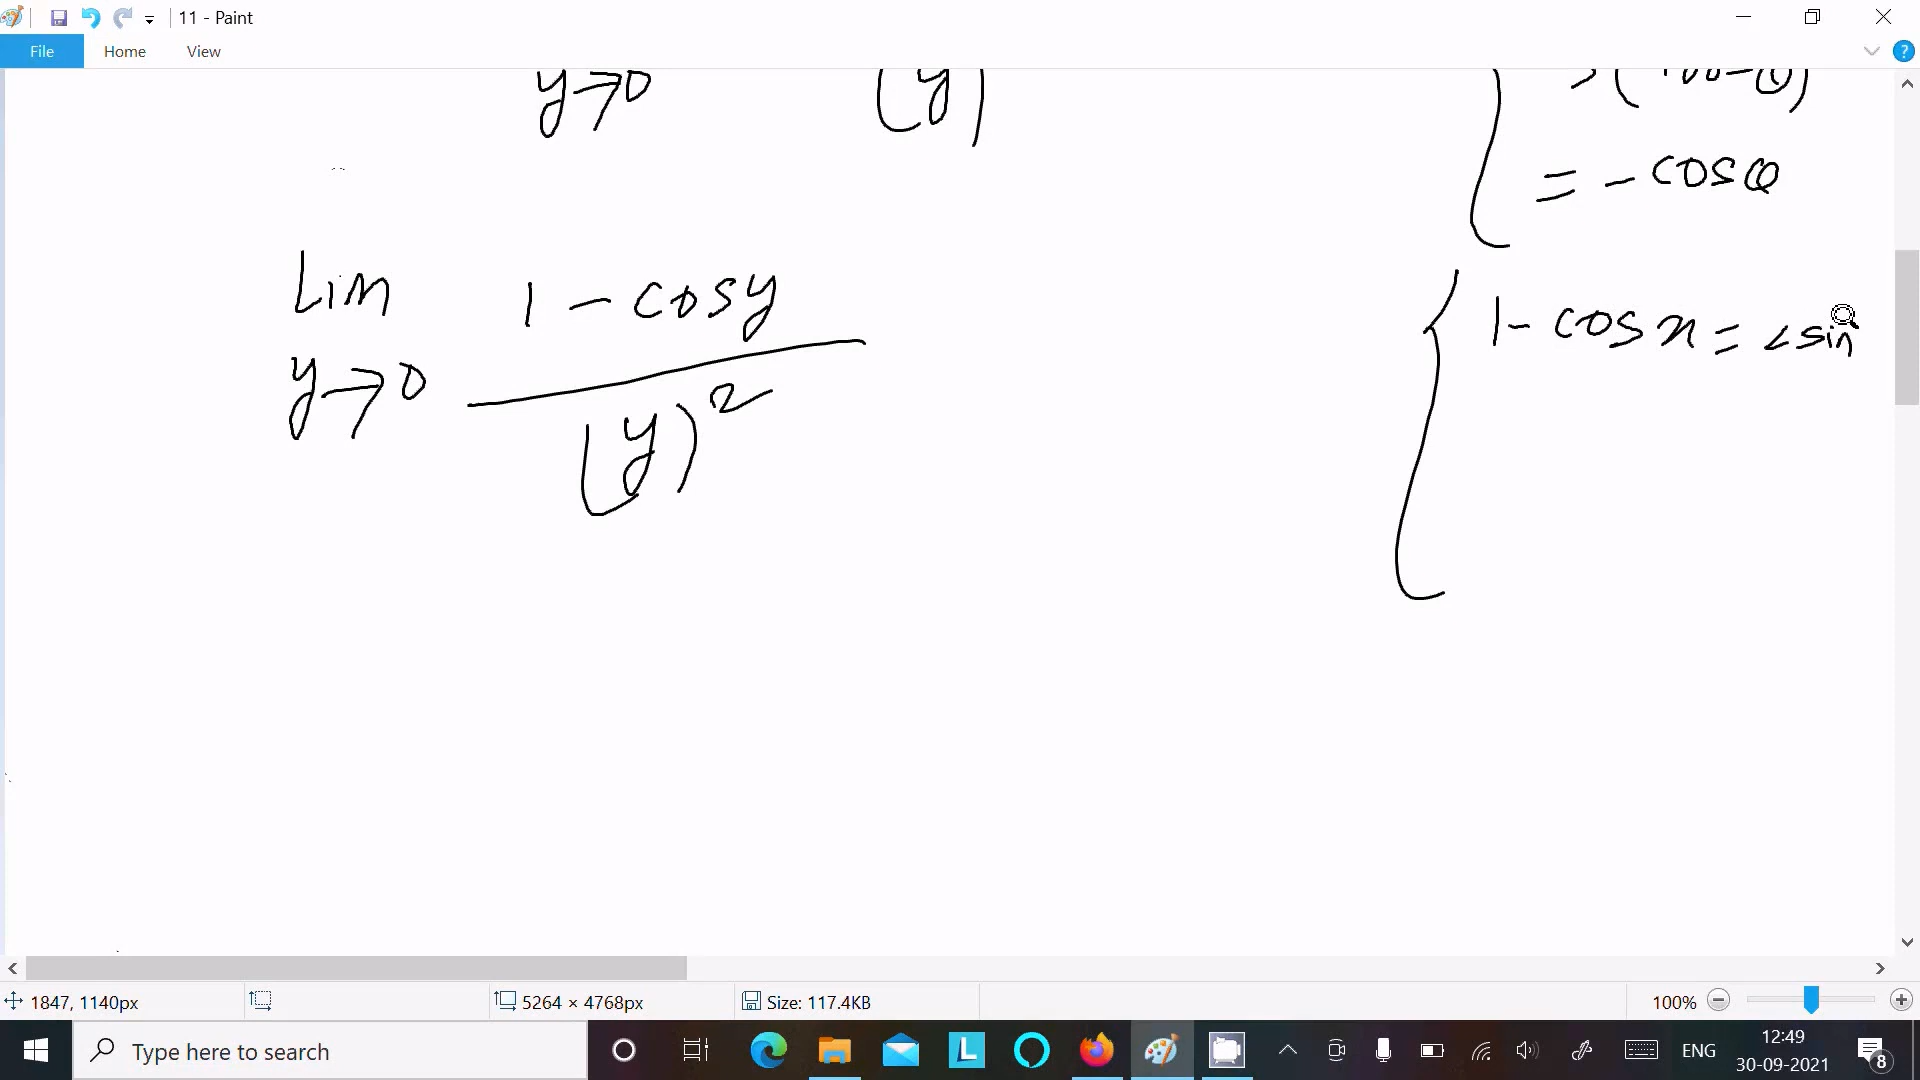 11 - Paint
File Home View
y→0 (y)
= - cosθ
Lim 1 - cosy
y→0 (y)²
1 - cos x = 2sin
1847, 1140px 5264 × 4768px Size: 117.4KB 100%
Type here to search
ENG
12:49
30-09-2021
8